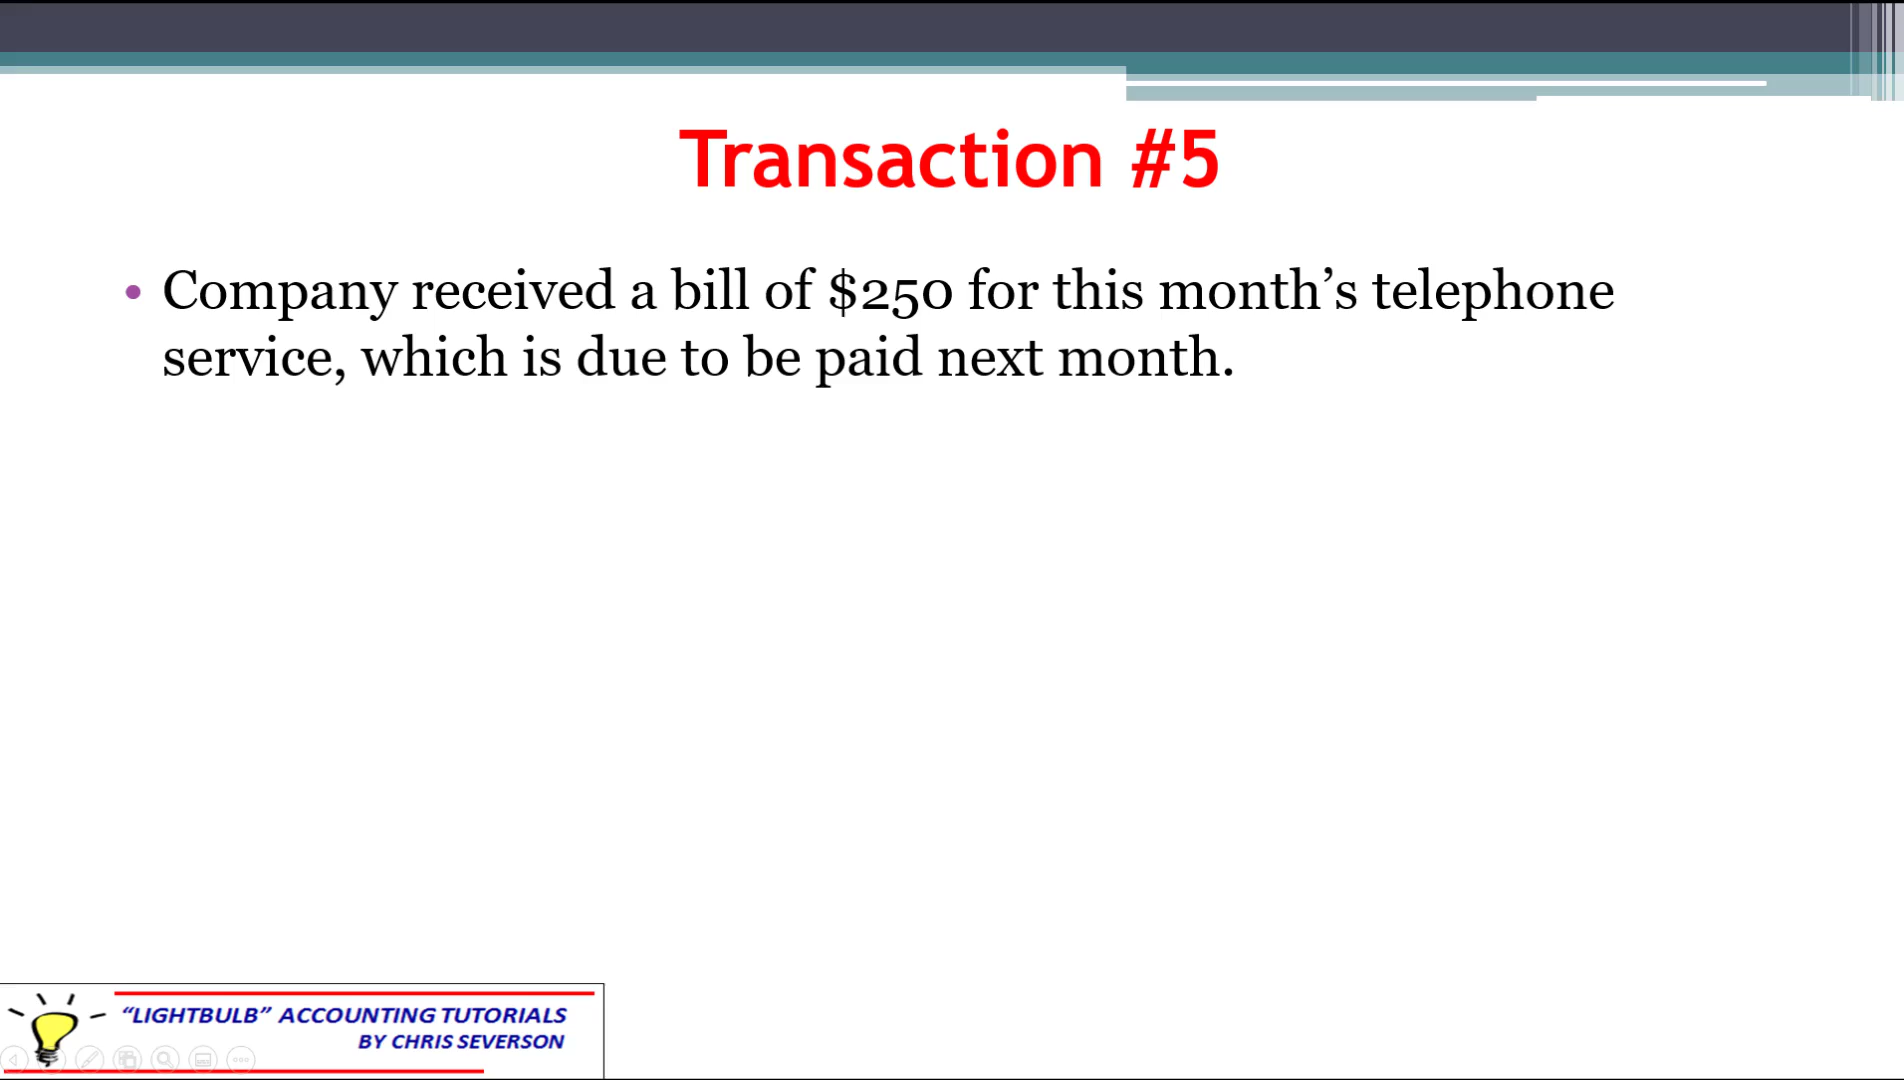 Transaction #5
• Company received a bill of $250 for this month’s telephone
service, which is due to be paid next month.
“LIGHTBULB” ACCOUNTING TUTORIALS
BY CHRIS SEVERSON